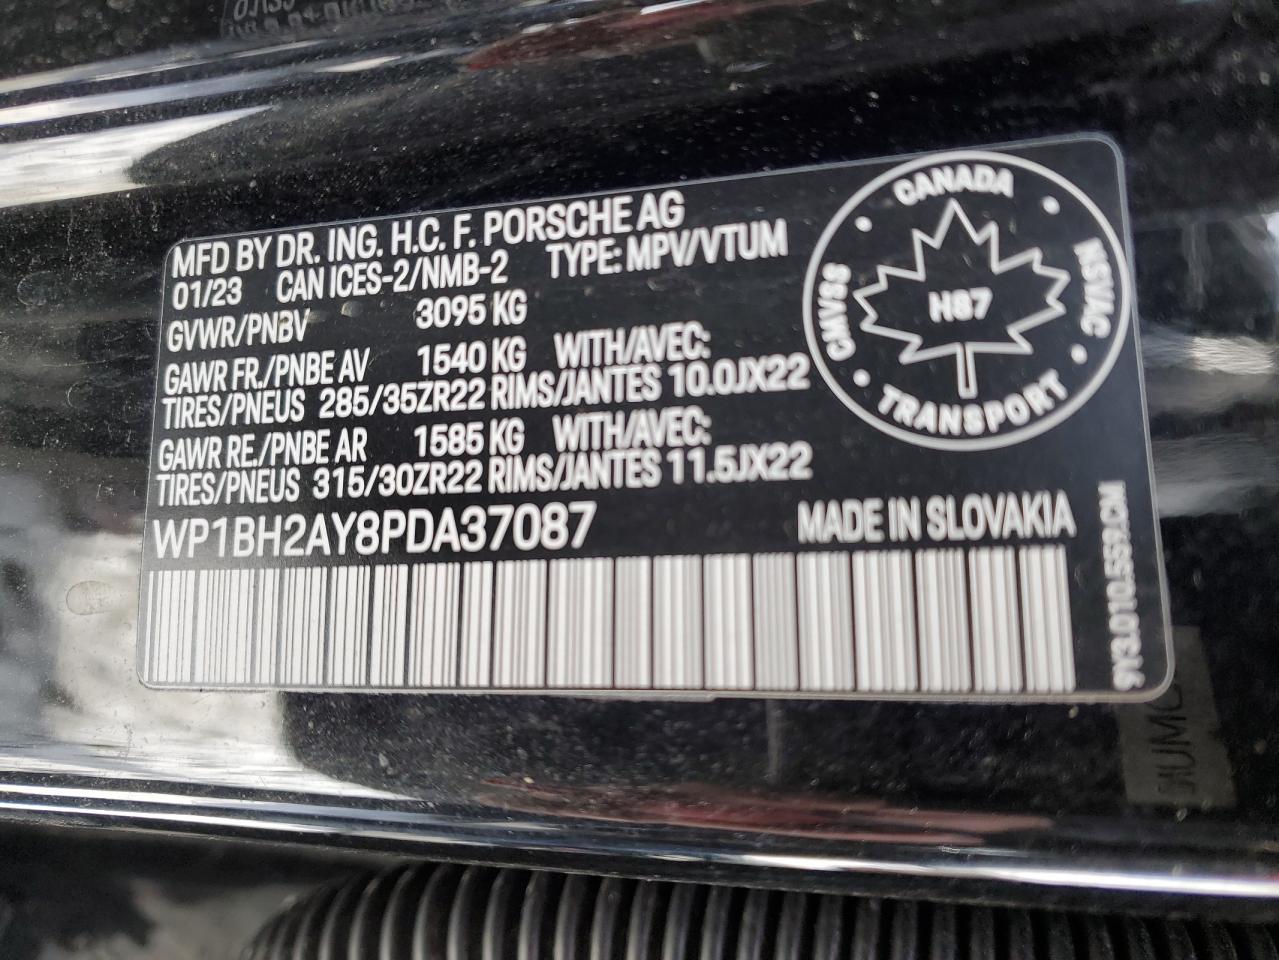 MFD BY DR. ING. H.C. F. PORSCHE AG
01/23 CAN ICES-2/NMB-2 TYPE: MPV/VTUM
GVWR/PNBV 3095 KG
GAWR FR./PNBE AV 1540 KG WITH/AVEC:
TIRES/PNEUS 285/35ZR22 RIMS/JANTES 10.0JX22
GAWR RE./PNBE AR 1585 KG WITH/AVEC:
TIRES/PNEUS 315/30ZR22 RIMS/JANTES 11.5JX22
WP1BH2AY8PDA37087 MADE IN SLOVAKIA
CANADA
CMVSS
NSVAC
H87
TRANSPORT
9Y3.010.559.CM